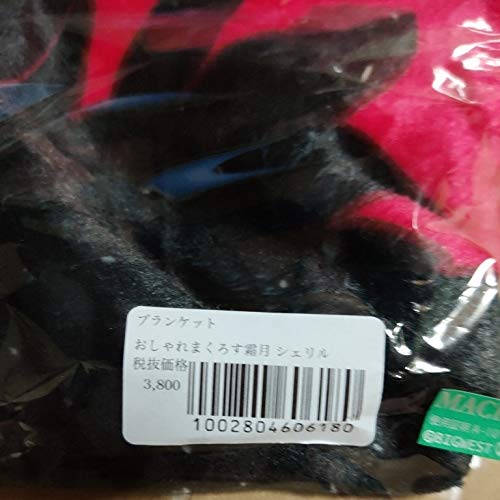 ブランケット
おしゃれまくろす霜月 シェリル
税抜価格
3,800
1002804606180
MAC
©BIGWEST